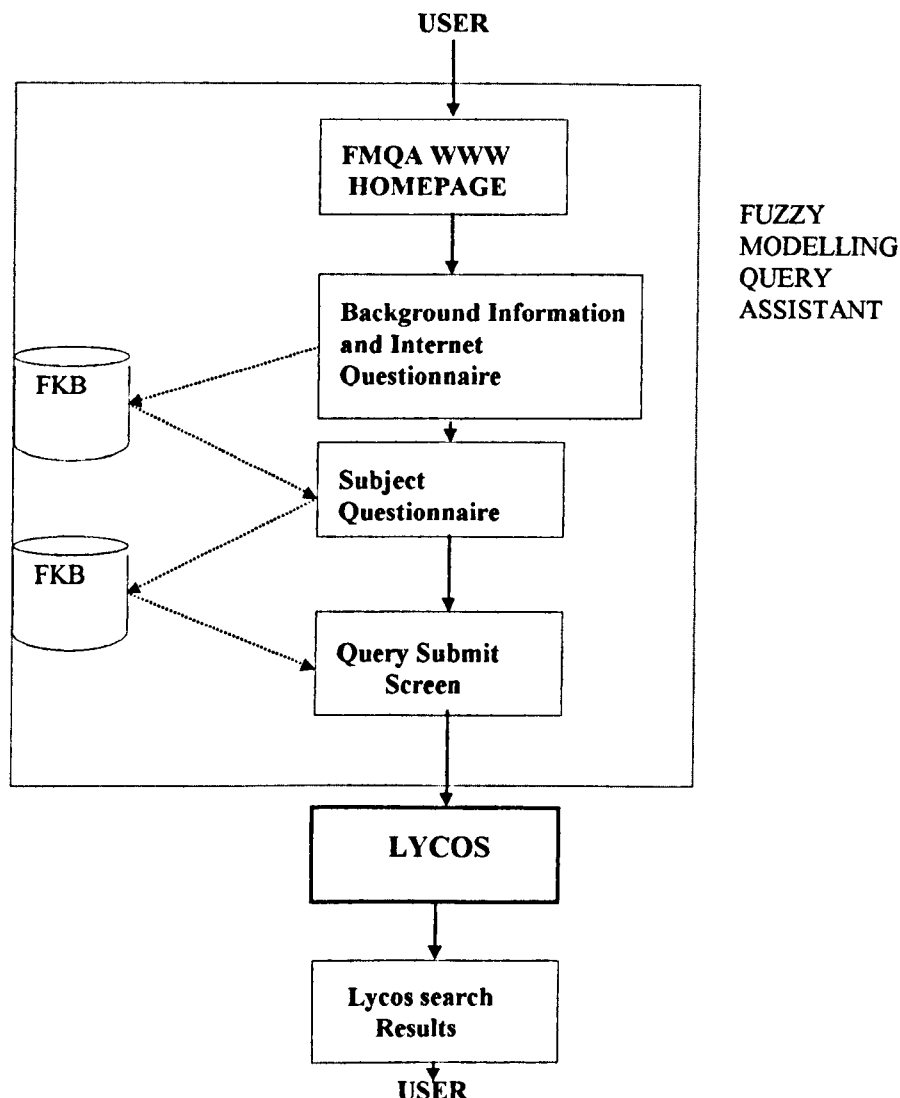 USER
FMQA WWW
HOMEPAGE
FUZZY
MODELLING
QUERY
ASSISTANT
Background Information
and Internet
Questionnaire
FKB
Subject
Questionnaire
FKB
Query Submit
Screen
LYCOS
Lycos search
Results
USER